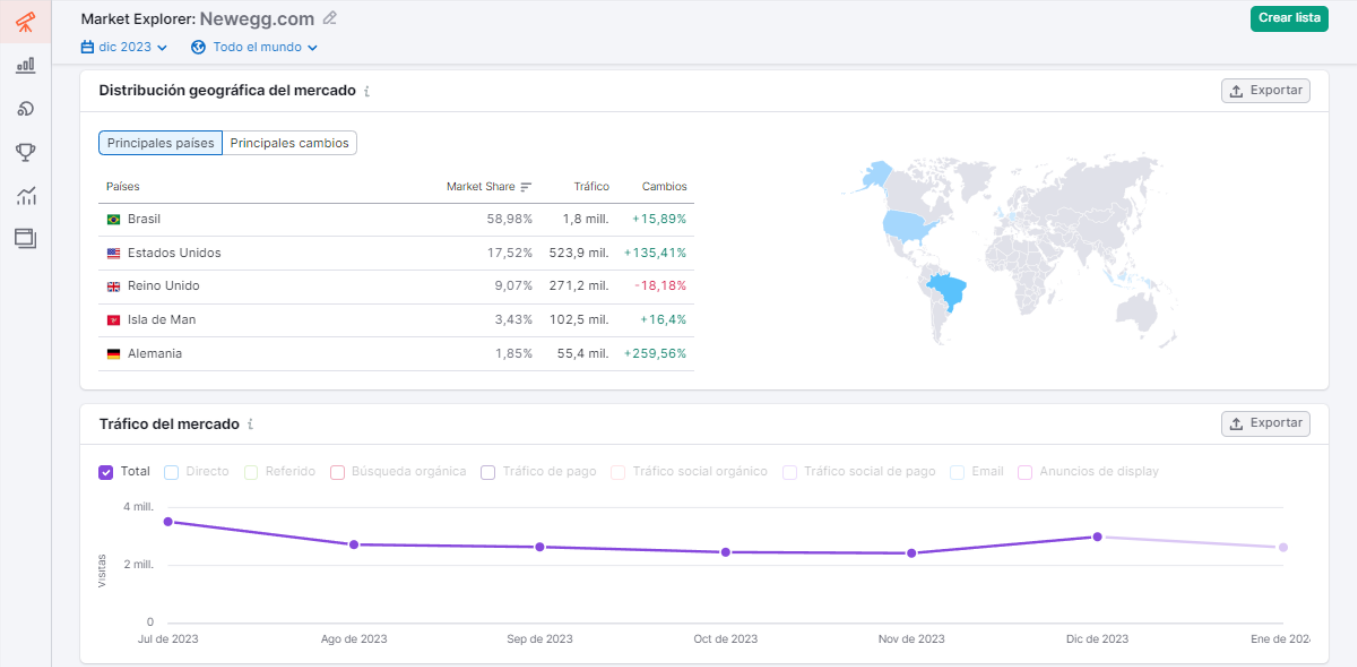 Market Explorer: Newegg.com
Crear lista
dic 2023 Todo el mundo
Distribución geográfica del mercado i
Exportar
Principales países Principales cambios
Países Market Share Tráfico Cambios
Brasil 58,98% 1,8 mill. +15,89%
Estados Unidos 17,52% 523,9 mil. +135,41%
Reino Unido 9,07% 271,2 mil. -18,18%
Isla de Man 3,43% 102,5 mil. +16,4%
Alemania 1,85% 55,4 mil. +259,56%
Tráfico del mercado i
Exportar
Total Directo Referido Búsqueda orgánica Tráfico de pago Tráfico social orgánico Tráfico social de pago Email Anuncios de display
4 mill.
2 mill.
0
Visitas
Jul de 2023 Ago de 2023 Sep de 2023 Oct de 2023 Nov de 2023 Dic de 2023 Ene de 202